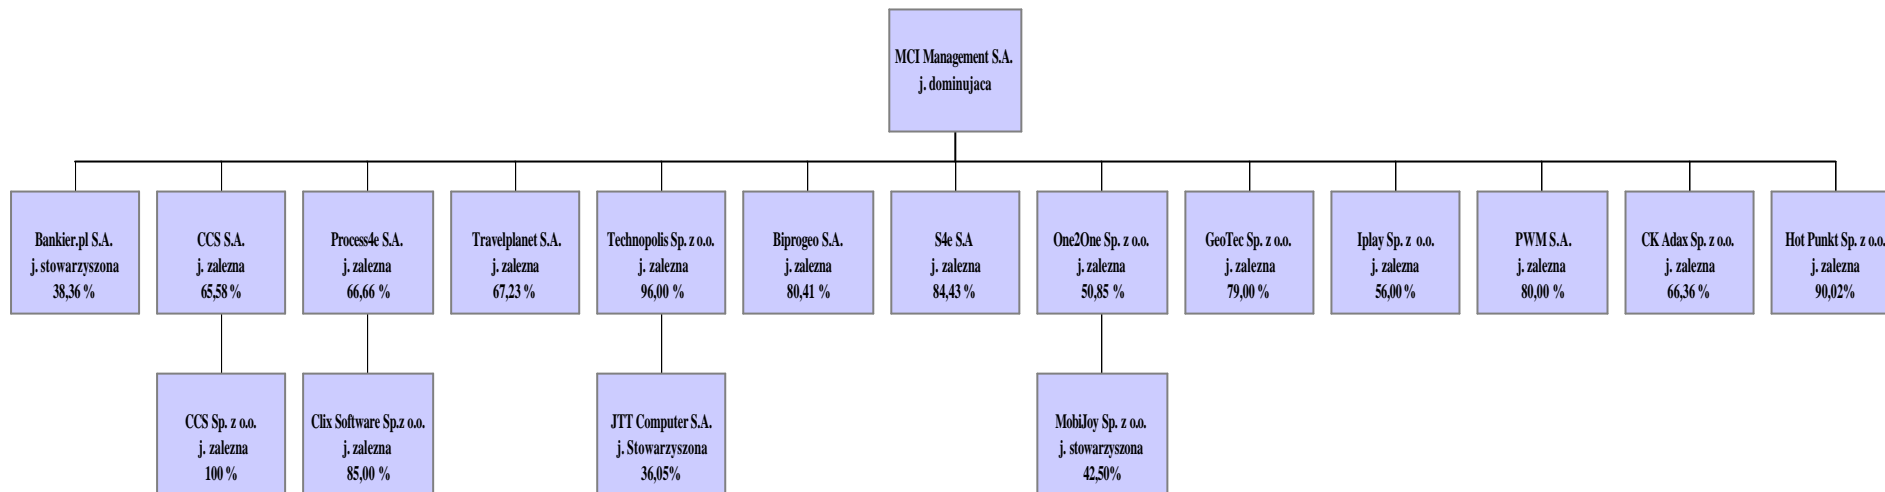 MCI Management S.A.
j. dominujaca
Bankier.pl S.A.
j. stowarzyszona
38,36 %
CCS S.A.
j. zalezna
65,58 %
Process4e S.A.
j. zalezna
66,66 %
Travelplanet S.A.
j. zalezna
67,23 %
Technopolis Sp. z o.o.
j. zalezna
96,00 %
Biprogeo S.A.
j. zalezna
80,41 %
S4e S.A
j. zalezna
84,43 %
One2One Sp. z o.o.
j. zalezna
50,85 %
GeoTec Sp. z o.o.
j. zalezna
79,00 %
Iplay Sp. z o.o.
j. zalezna
56,00 %
PWM S.A.
j. zalezna
80,00 %
CK Adax Sp. z o.o.
j. zalezna
66,36 %
Hot Punkt Sp. z o.o.
j. zalezna
90,02%
CCS Sp. z o.o.
j. zalezna
100 %
Clix Software Sp.z o.o.
j. zalezna
85,00 %
JTT Computer S.A.
j. Stowarzyszona
36,05%
MobiJoy Sp. z o.o.
j. stowarzyszona
42,50%